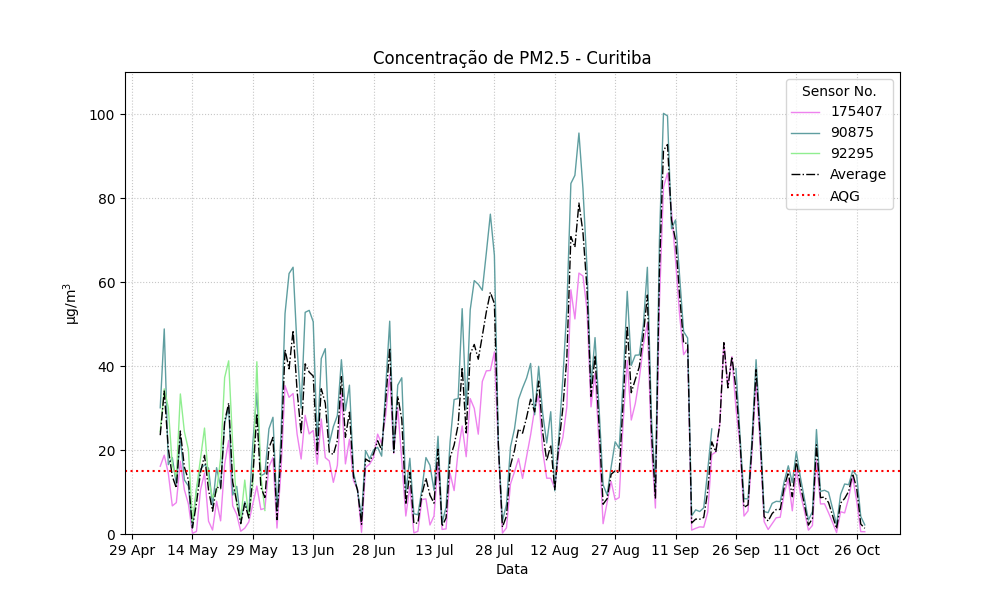 Concentração de PM2.5 - Curitiba
Sensor No.
175407
90875
92295
Average
AQG
µg/m³
100
80
60
40
20
0
29 Apr 14 May 29 May 13 Jun 28 Jun 13 Jul 28 Jul 12 Aug 27 Aug 11 Sep 26 Sep 11 Oct 26 Oct
Data